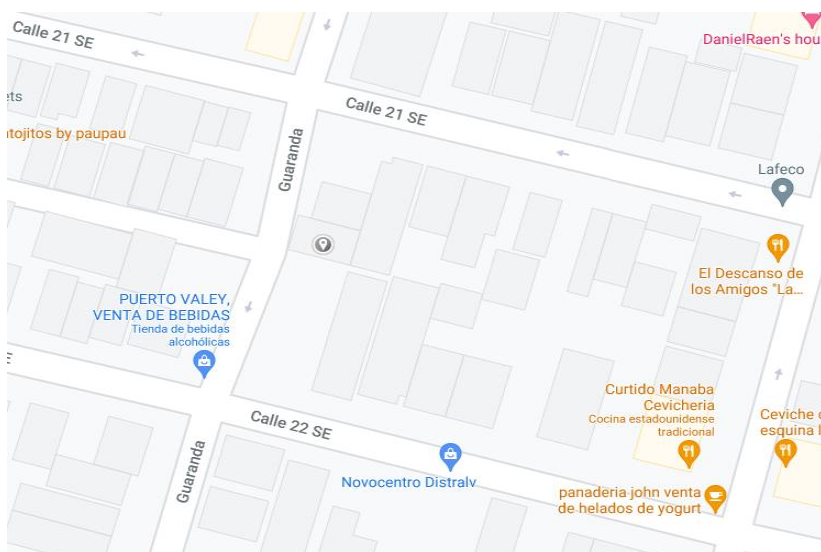 Calle 21 SE
DanielRaen's hou
ets
Calle 21 SE
tojitos by paupau
Guaranda
Lafeco
El Descanso de
los Amigos "La...
PUERTO VALEY,
VENTA DE BEBIDAS
Tienda de bebidas
alcohólicas
E
Curtido Manaba
Cevicheria
Cocina estadounidense
tradicional
Ceviche
esquina l
Calle 22 SE
Guaranda
Novocentro Distralv
panaderia john venta
de helados de yogurt